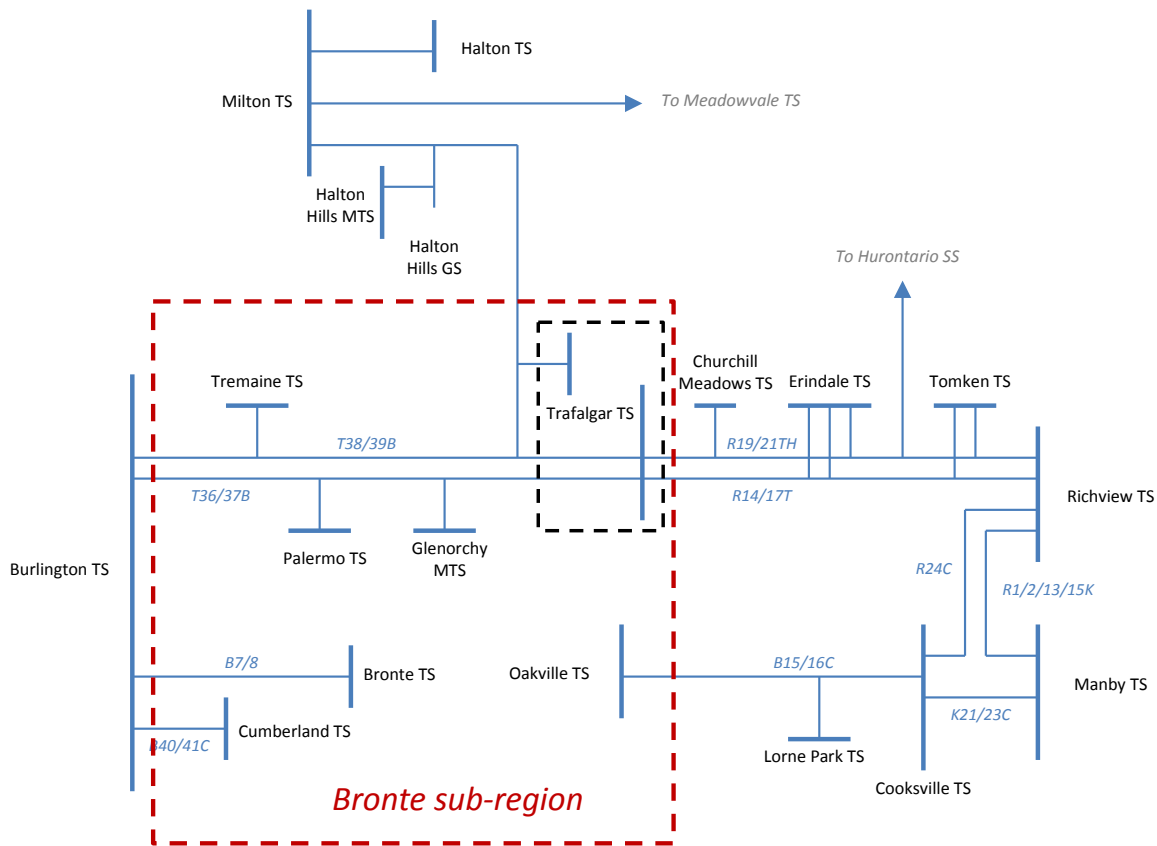 Halton TS
Milton TS
To Meadowvale TS
Halton
Hills MTS
Halton
Hills GS
To Hurontario SS
Tremaine TS
Churchill
Meadows TS
Erindale TS
Tomken TS
Trafalgar TS
T38/39B
R19/21TH
T36/37B
R14/17T
Richview TS
Palermo TS
Glenorchy
MTS
Burlington TS
R24C
R1/2/13/15K
B7/8
Bronte TS
Oakville TS
B15/16C
Manby TS
Cumberland TS
B40/41C
K21/23C
Lorne Park TS
Cooksville TS
Bronte sub-region